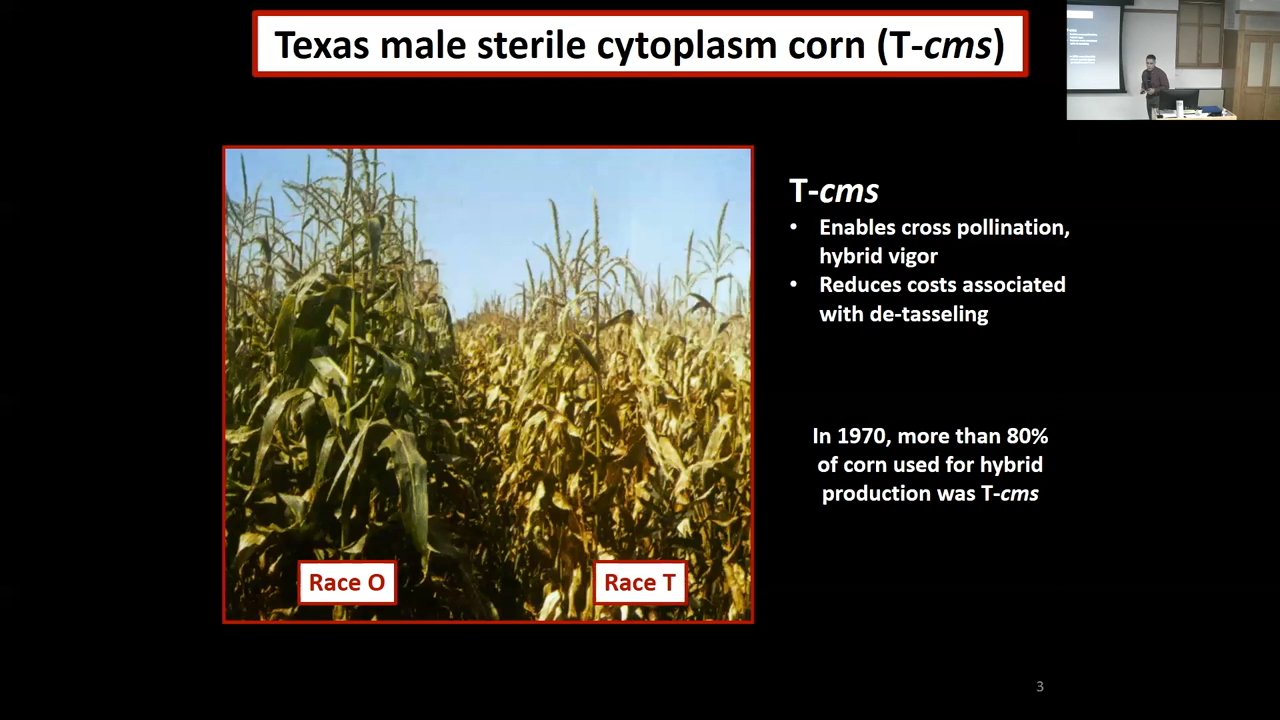 Texas male sterile cytoplasm corn (T-cms)
T-cms
• Enables cross pollination,
hybrid vigor
• Reduces costs associated
with de-tasseling
In 1970, more than 80%
of corn used for hybrid
production was T-cms
Race O
Race T
3